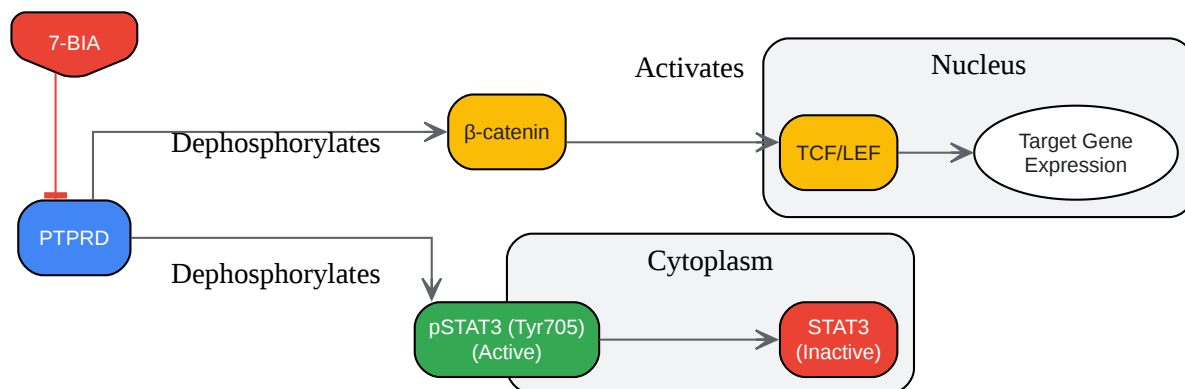 7-BIA
Activates
Nucleus
Dephosphorylates
β-catenin
TCF/LEF
Target Gene
Expression
PTPRD
Dephosphorylates
Cytoplasm
pSTAT3 (Tyr705)
(Active)
STAT3
(Inactive)